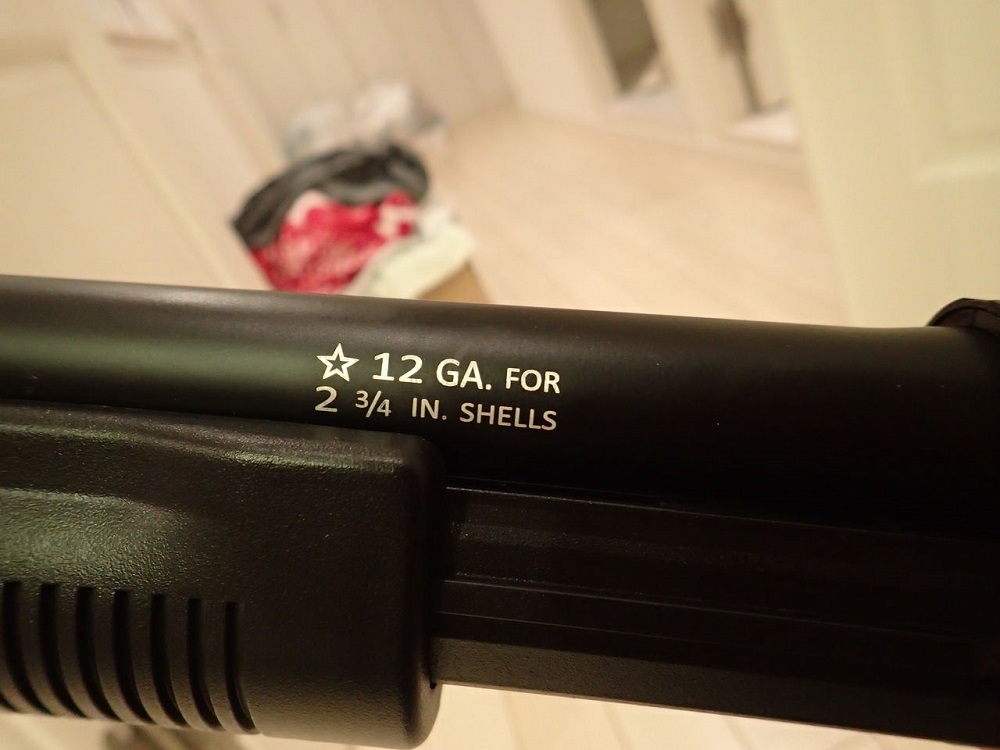 ☆ 12 GA. FOR
2 3/4 IN. SHELLS